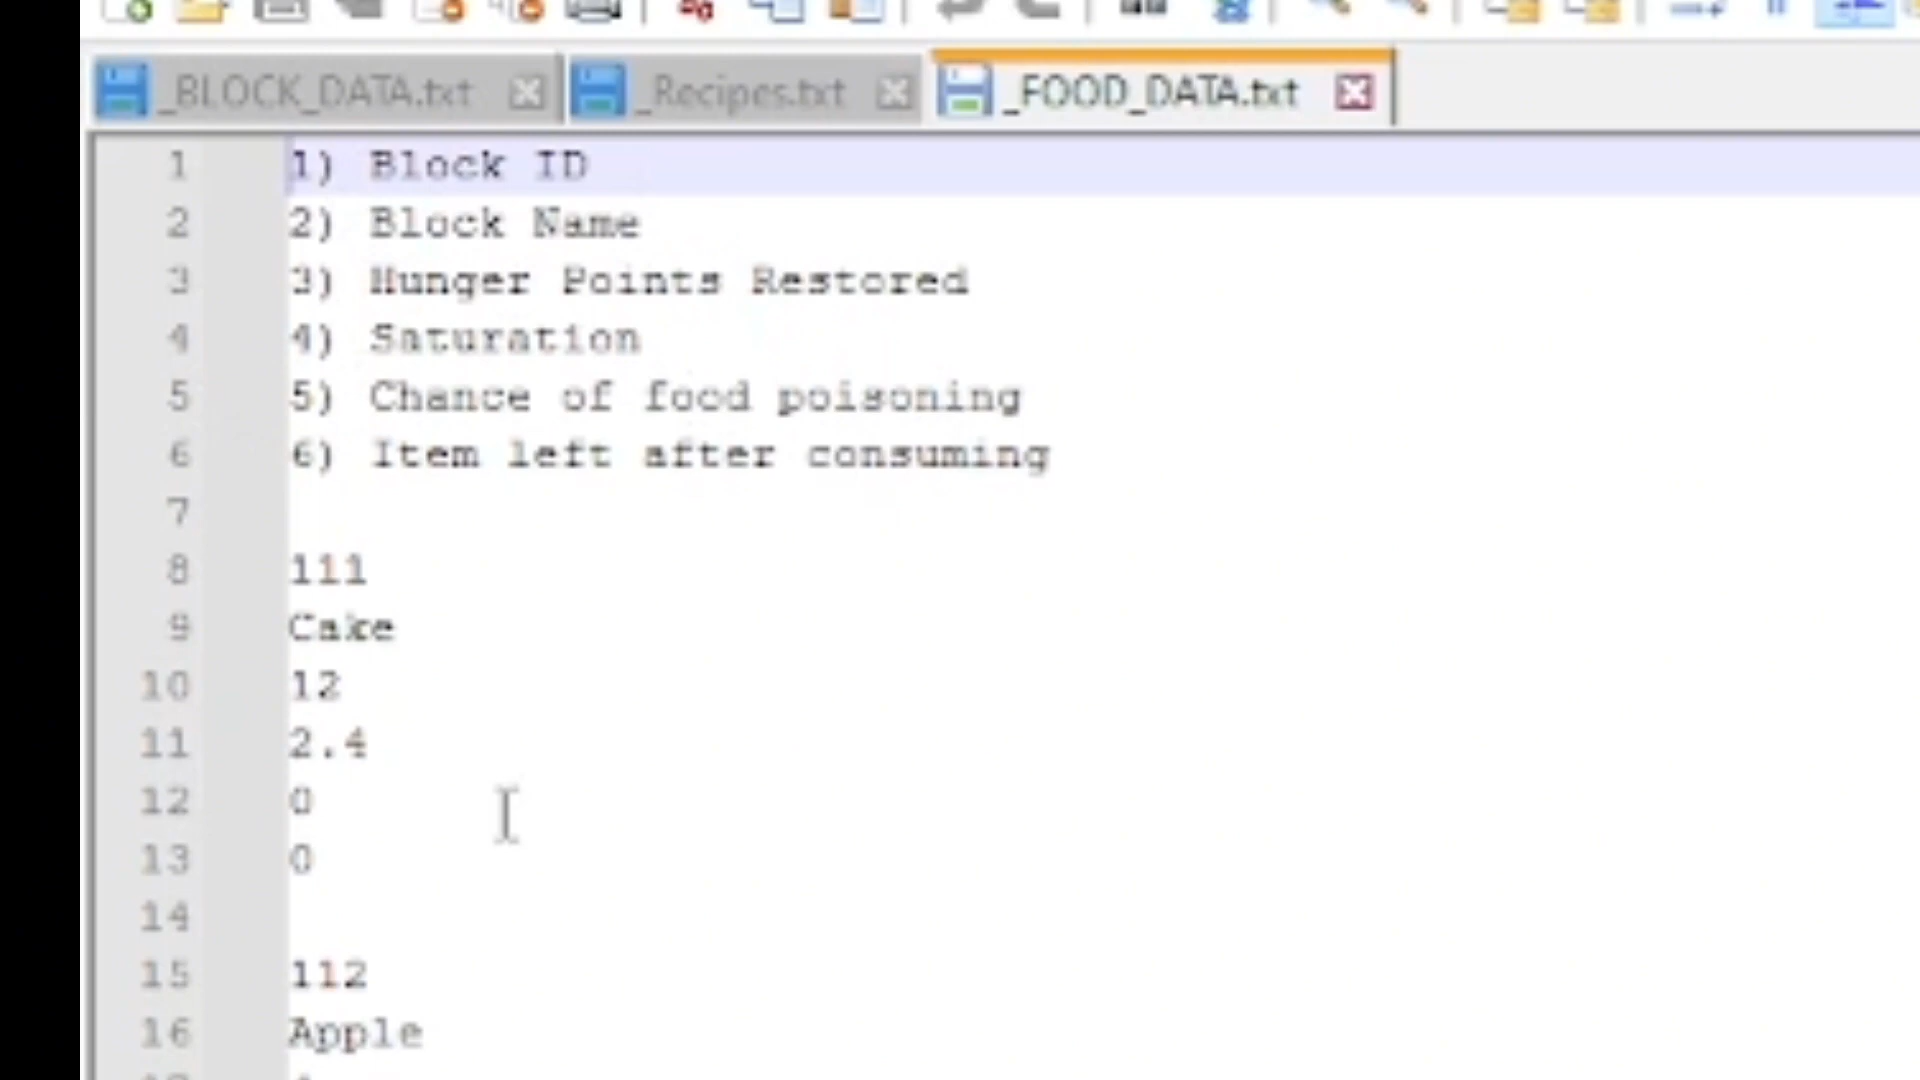 _BLOCK_DATA.txt _Recipes.txt _FOOD_DATA.txt
1 1) Block ID
2 2) Block Name
3 3) Hunger Points Restored
4 4) Saturation
5 5) Chance of food poisoning
6 6) Item left after consuming
7
8 111
9 Cake
10 12
11 2.4
12 0
13 0
14
15 112
16 Apple